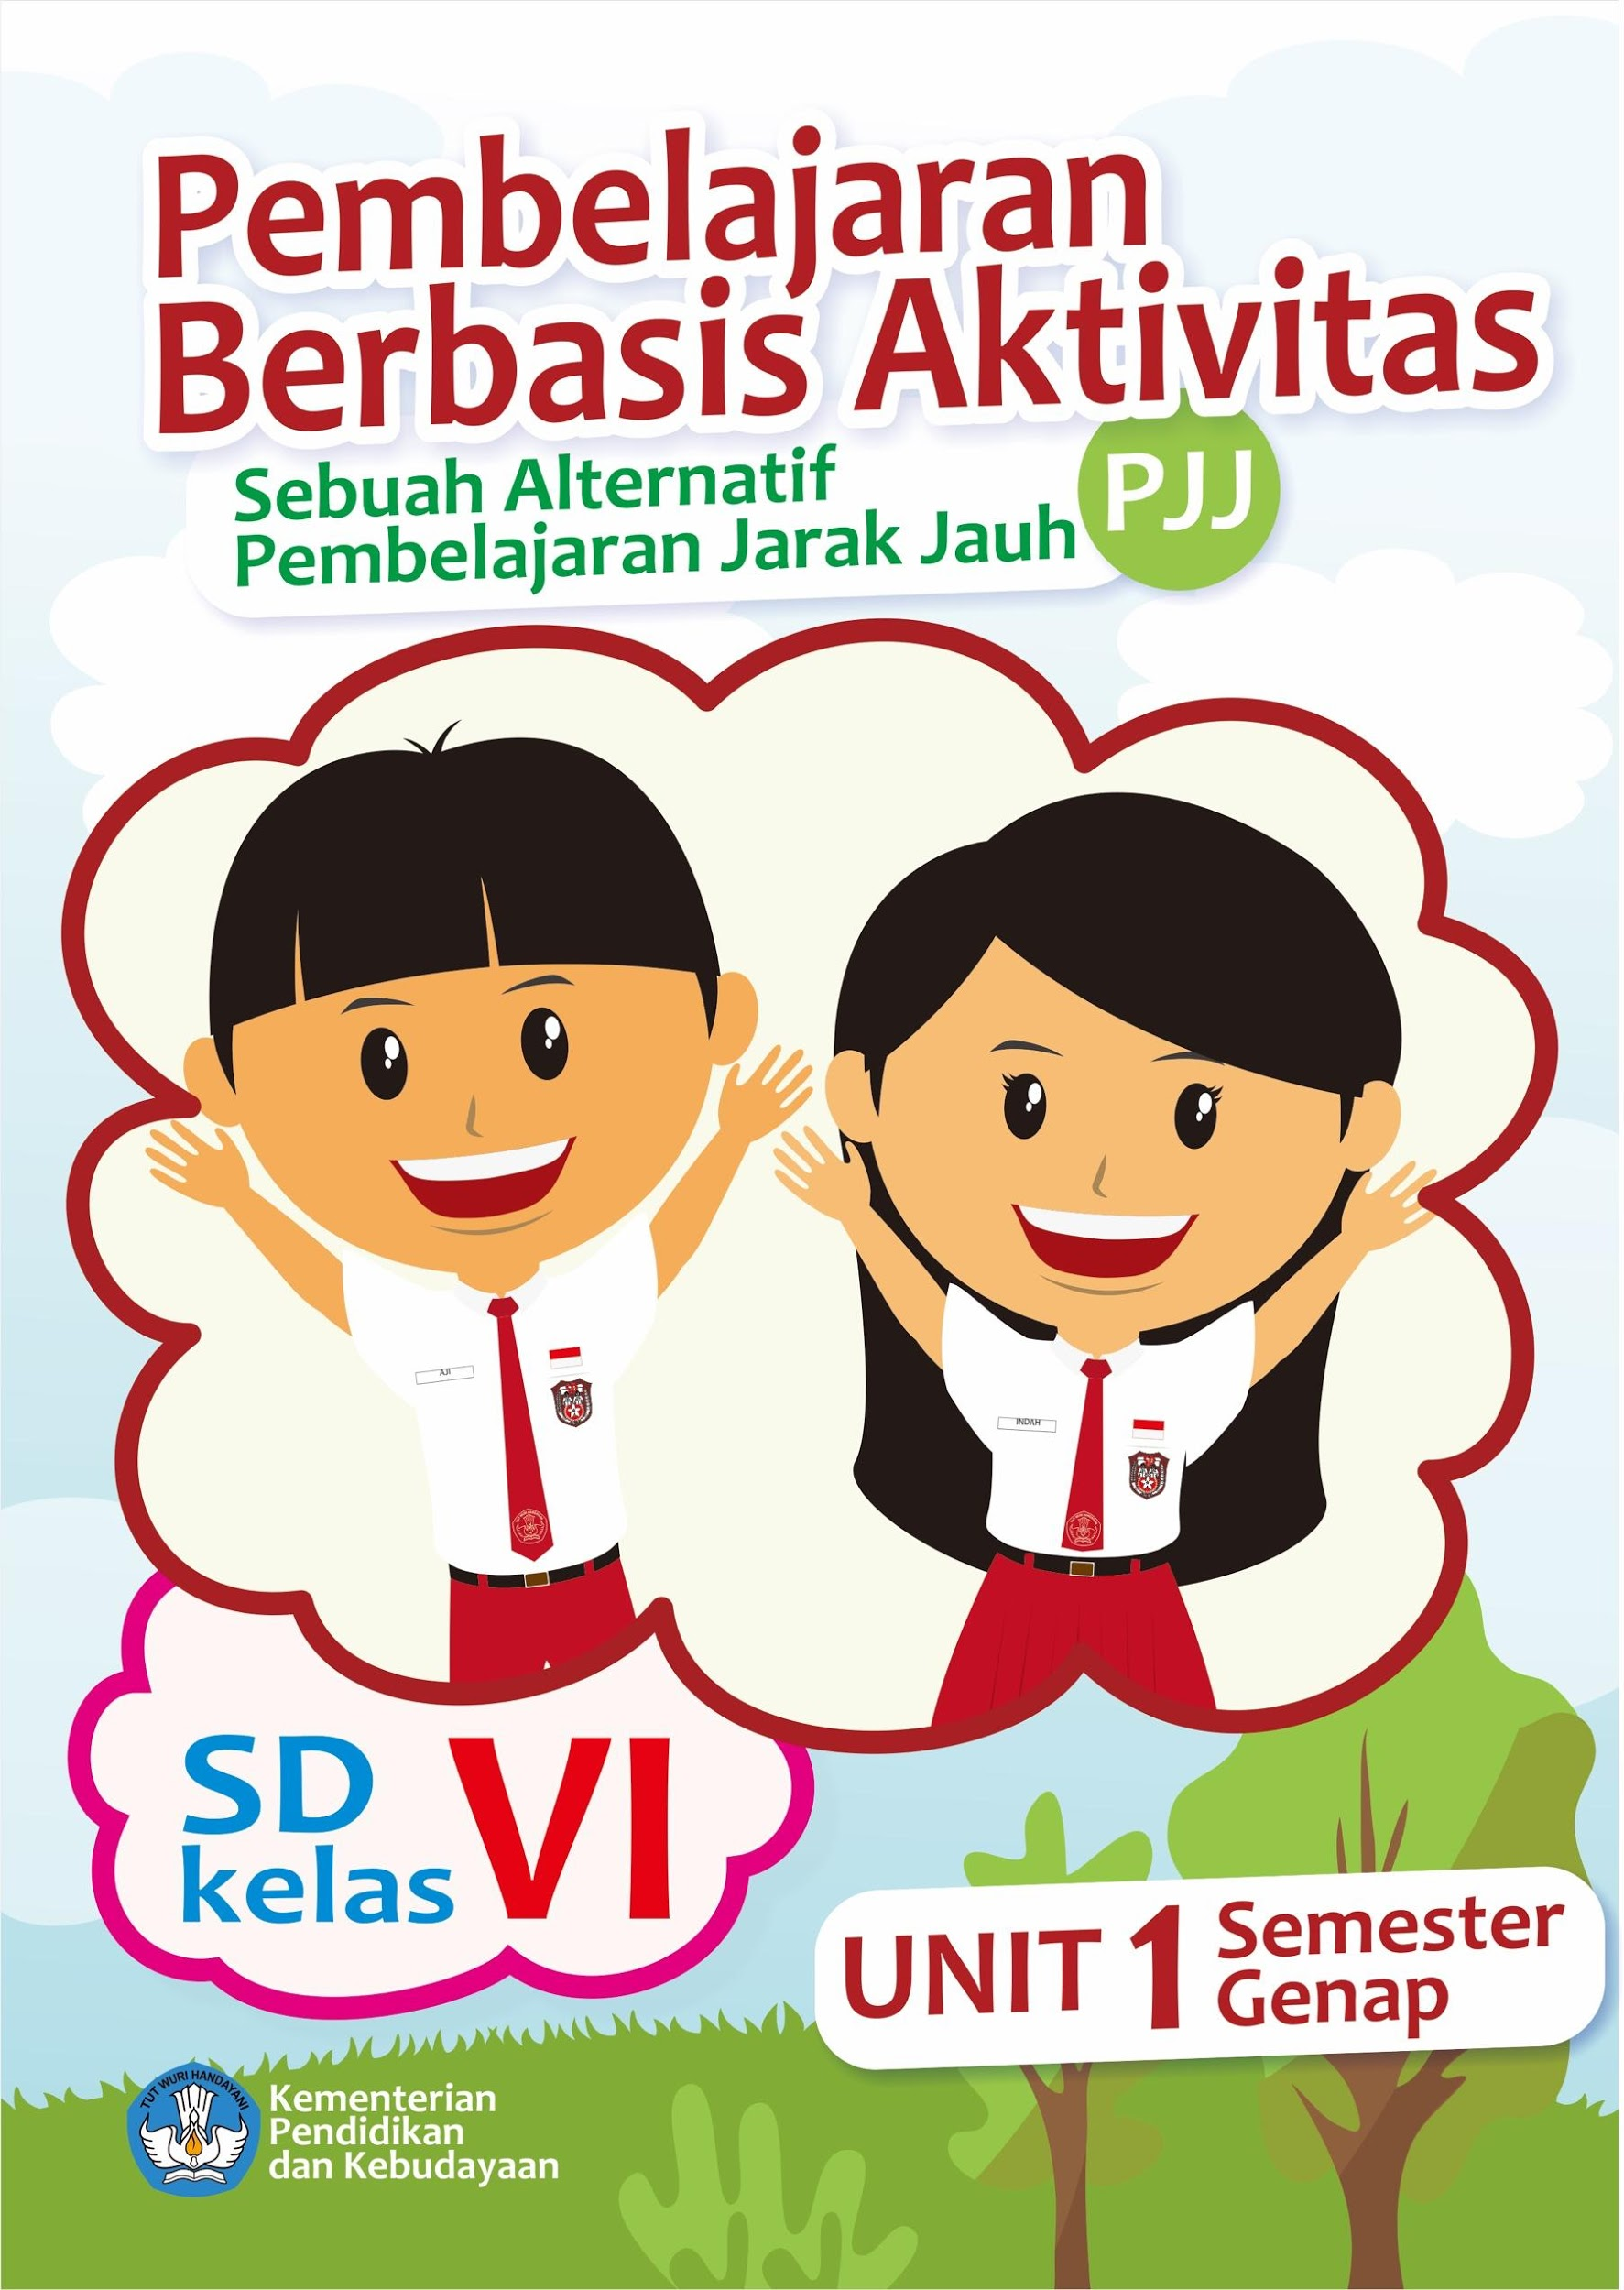 Pembelajaran
Berbasis Aktivitas
Sebuah Alternatif
Pembelajaran Jarak Jauh
PJJ
AJI
INDAH
SD
kelas
VI
UNIT 1
Semester
Genap
TUT WURI HANDAYANI
Kementerian
Pendidikan
dan Kebudayaan